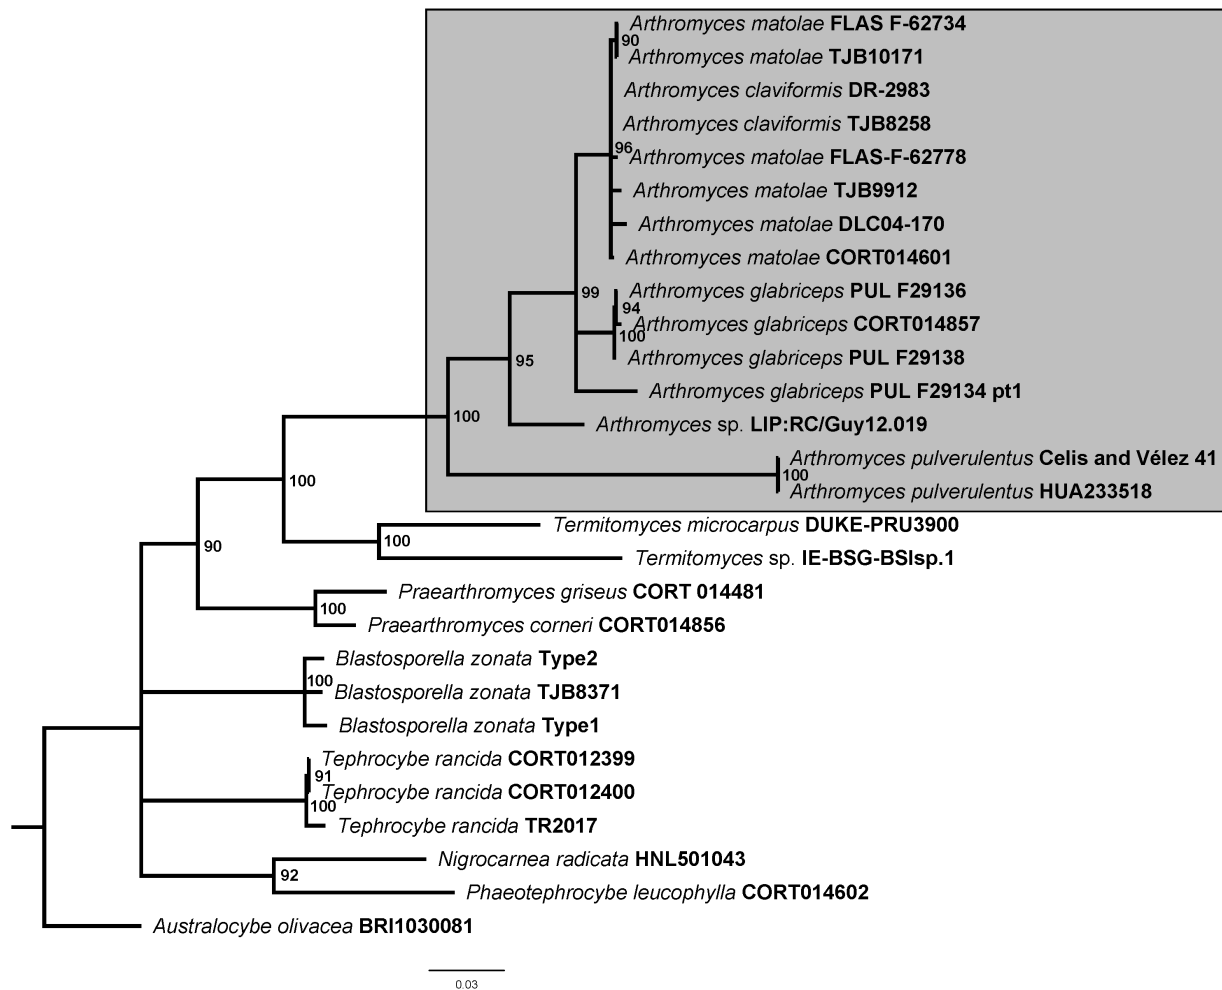 Arthromyces matolae FLAS F-62734
90
Arthromyces matolae TJB10171
Arthromyces claviformis DR-2983
Arthromyces claviformis TJB8258
96
Arthromyces matolae FLAS-F-62778
Arthromyces matolae TJB9912
Arthromyces matolae DLC04-170
Arthromyces matolae CORT014601
99
Arthromyces glabriceps PUL F29136
94
Arthromyces glabriceps CORT014857
100
Arthromyces glabriceps PUL F29138
95
Arthromyces glabriceps PUL F29134 pt1
100
Arthromyces sp. LIP:RC/Guy12.019
Arthromyces pulverulentus Celis and Vélez 41
100
Arthromyces pulverulentus HUA233518
100
Termitomyces microcarpus DUKE-PRU3900
100
Termitomyces sp. IE-BSG-BSIsp.1
90
Praearthromyces griseus CORT 014481
100
Praearthromyces corneri CORT014856
Blastosporella zonata Type2
100
Blastosporella zonata TJB8371
Blastosporella zonata Type1
Tephrocybe rancida CORT012399
91
Tephrocybe rancida CORT012400
100
Tephrocybe rancida TR2017
Nigrocarnea radicata HNL501043
92
Phaeotephrocybe leucophylla CORT014602
Australocybe olivacea BRI1030081
0.03